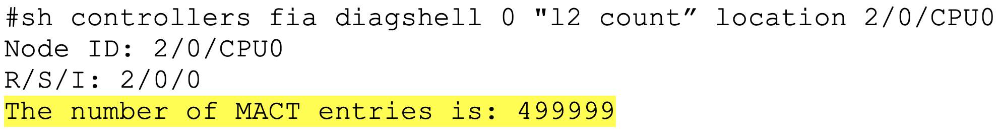 #sh controllers fia diagshell 0 "l2 count” location 2/0/CPU0
Node ID: 2/0/CPU0
R/S/I: 2/0/0
The number of MACT entries is: 499999